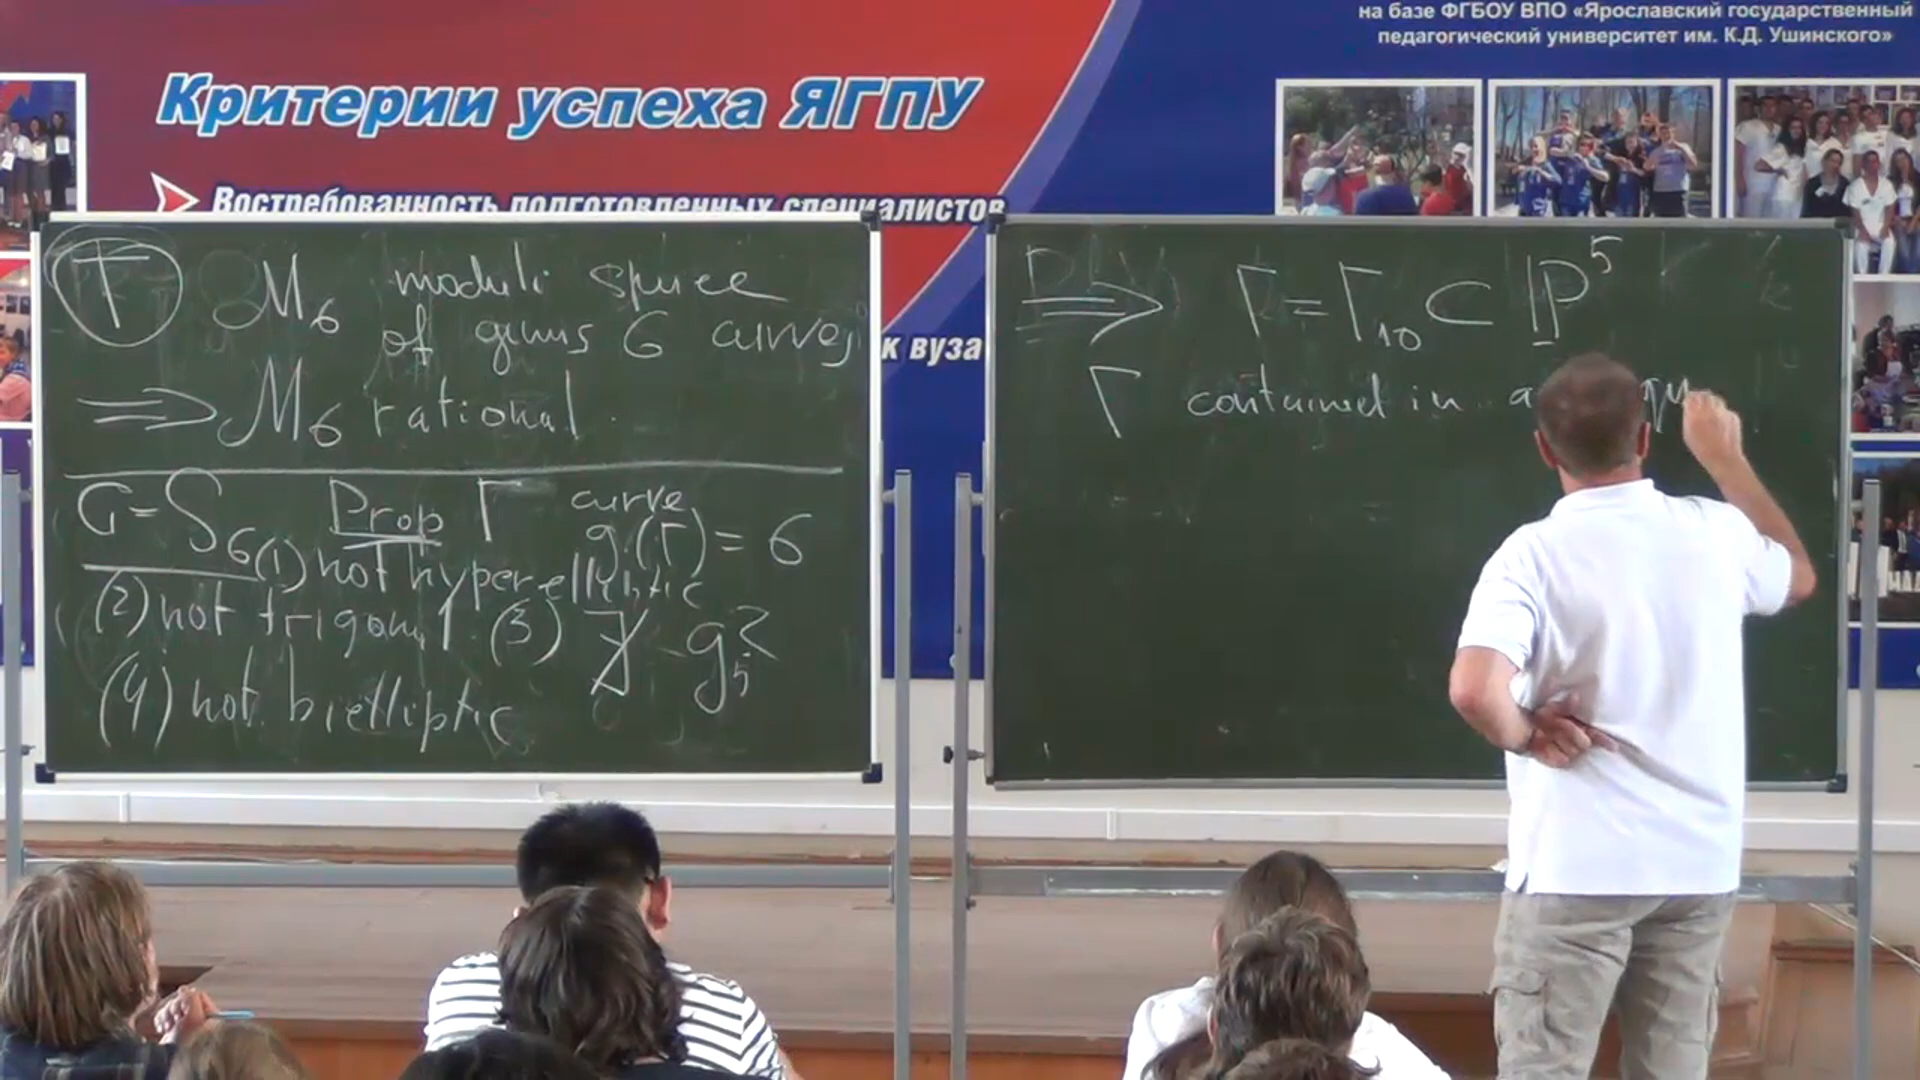 на базе ФГБОУ ВПО «Ярославский государственный
педагогический университет им. К.Д. Ушинского»
Критерии успеха ЯГПУ
Востребованность подготовленных специалистов
к вуза
T M₆ moduli space
of genus 6 curves
⟹ M₆ rational.
G=S₆ Prop Γ curve
g(Γ) = 6
(1) not hyperelliptic
(2) not trigonal (3) ∄ g²₅
(4) not bielliptic
⟹ Γ = Γ₁₀ ⊂ ℙ⁵
Γ contained in a